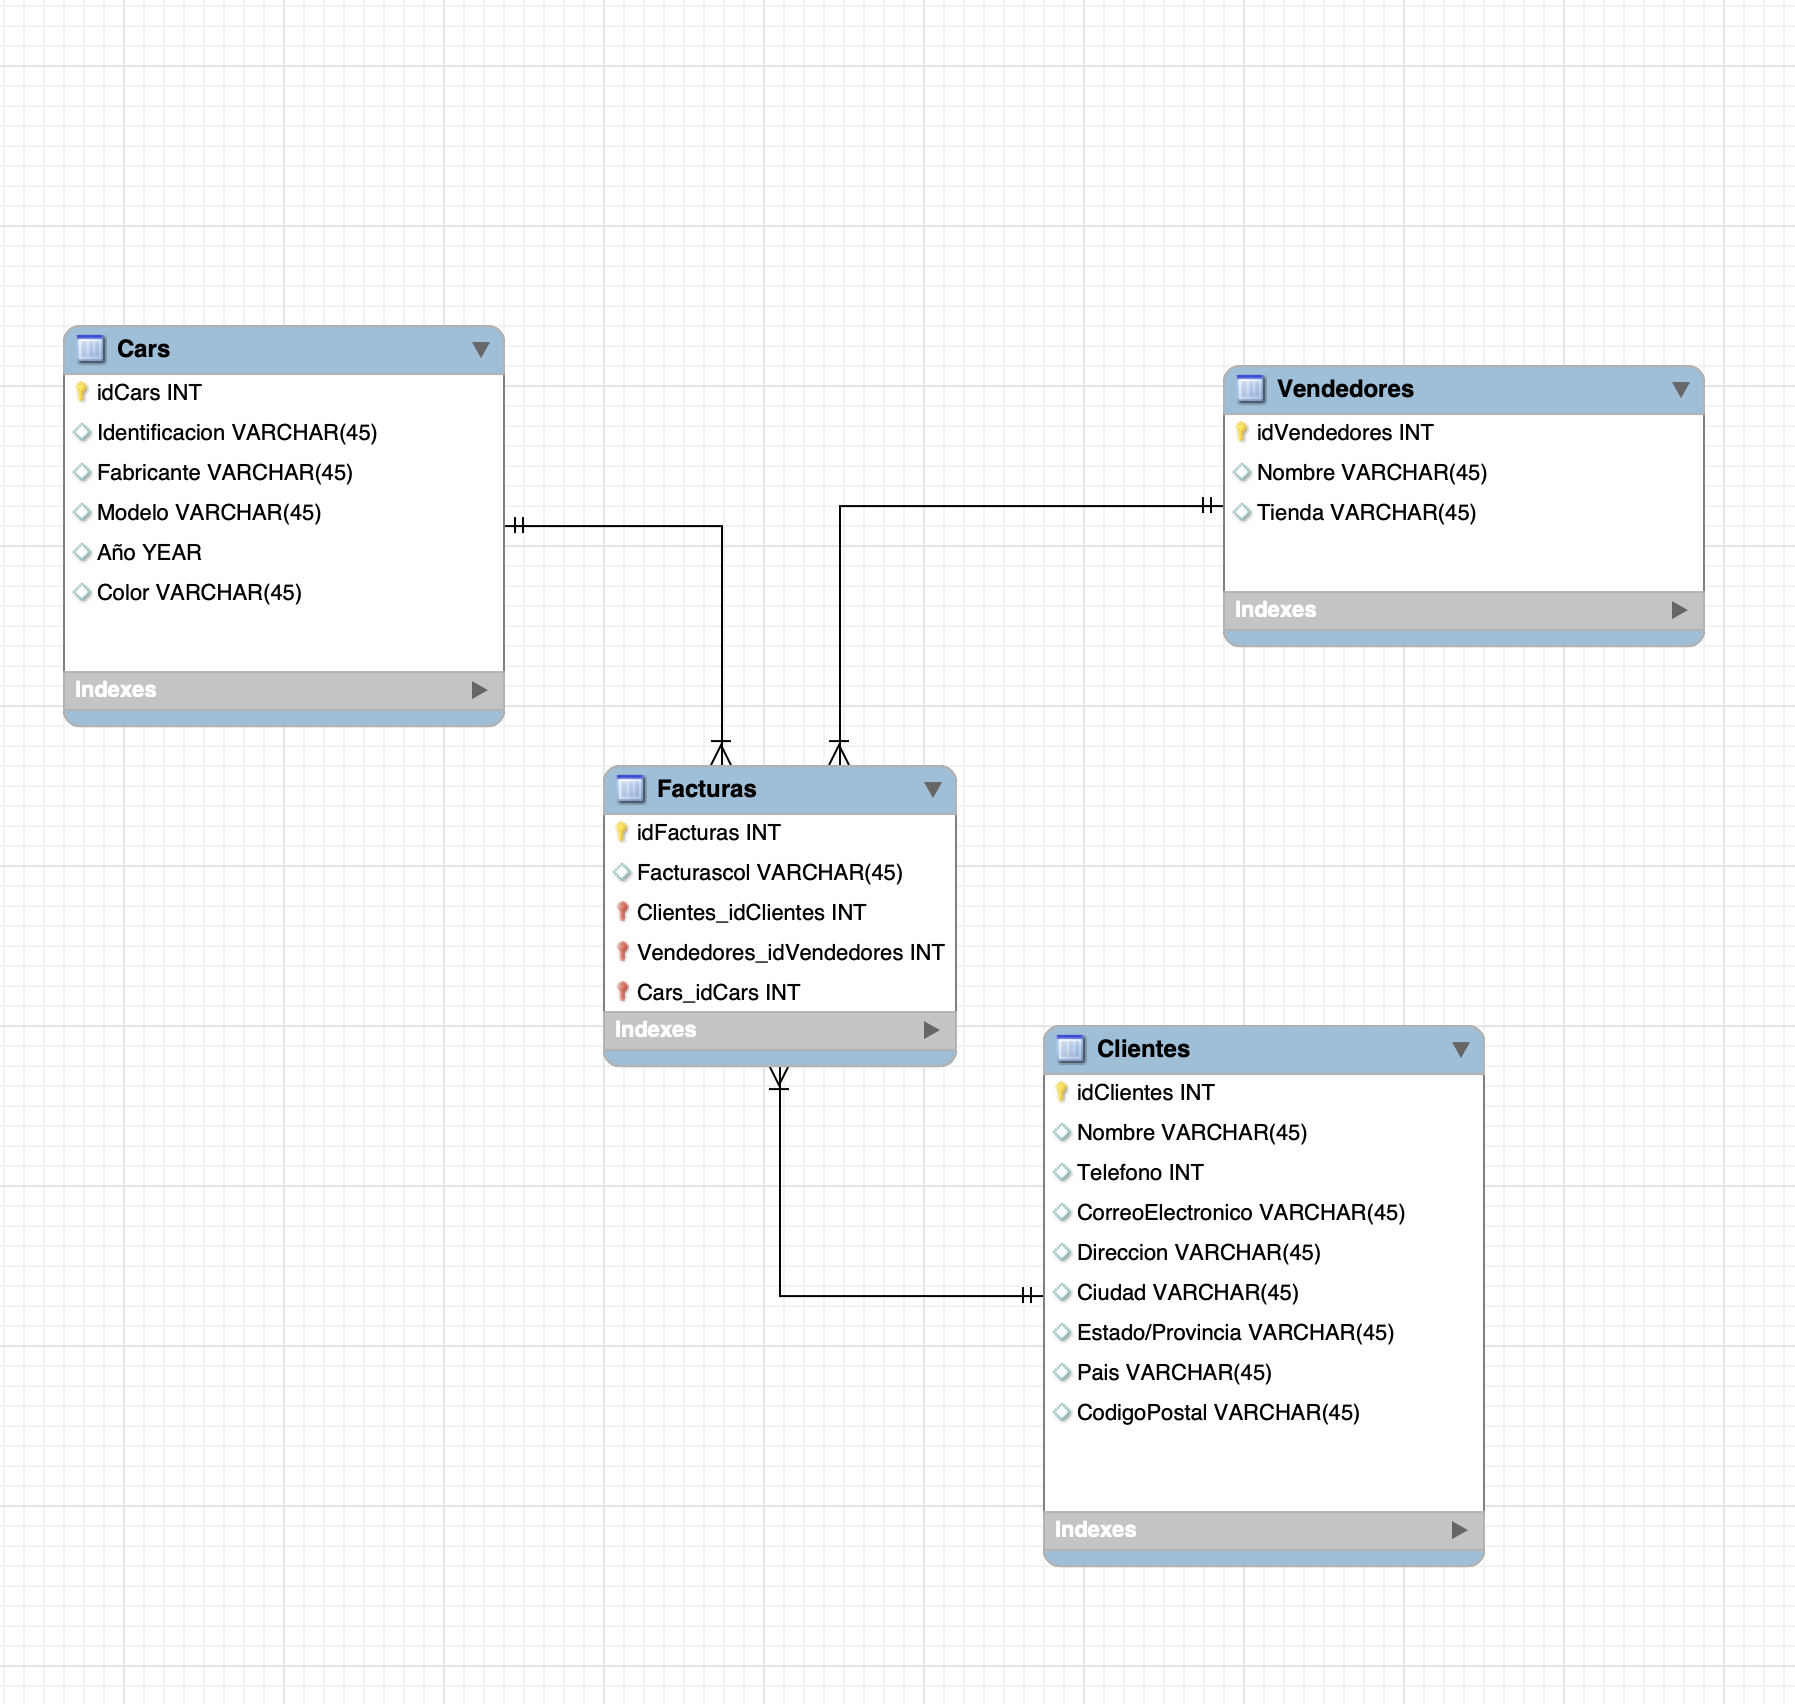 Cars
idCars INT
Identificacion VARCHAR(45)
Fabricante VARCHAR(45)
Modelo VARCHAR(45)
Año YEAR
Color VARCHAR(45)
Indexes
Vendedores
idVendedores INT
Nombre VARCHAR(45)
Tienda VARCHAR(45)
Indexes
Facturas
idFacturas INT
Facturascol VARCHAR(45)
Clientes_idClientes INT
Vendedores_idVendedores INT
Cars_idCars INT
Indexes
Clientes
idClientes INT
Nombre VARCHAR(45)
Telefono INT
CorreoElectronico VARCHAR(45)
Direccion VARCHAR(45)
Ciudad VARCHAR(45)
Estado/Provincia VARCHAR(45)
Pais VARCHAR(45)
CodigoPostal VARCHAR(45)
Indexes